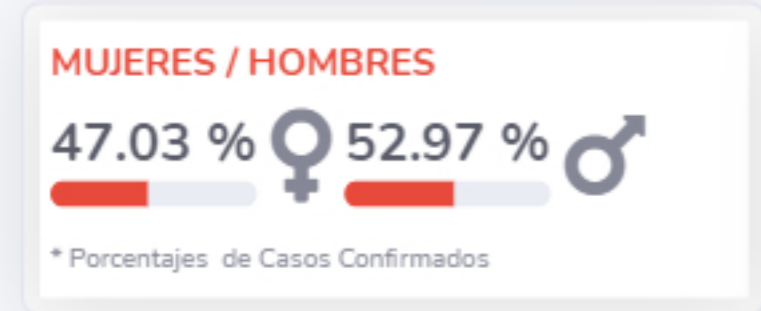 MUJERES / HOMBRES
47.03 % 52.97 %
* Porcentajes de Casos Confirmados